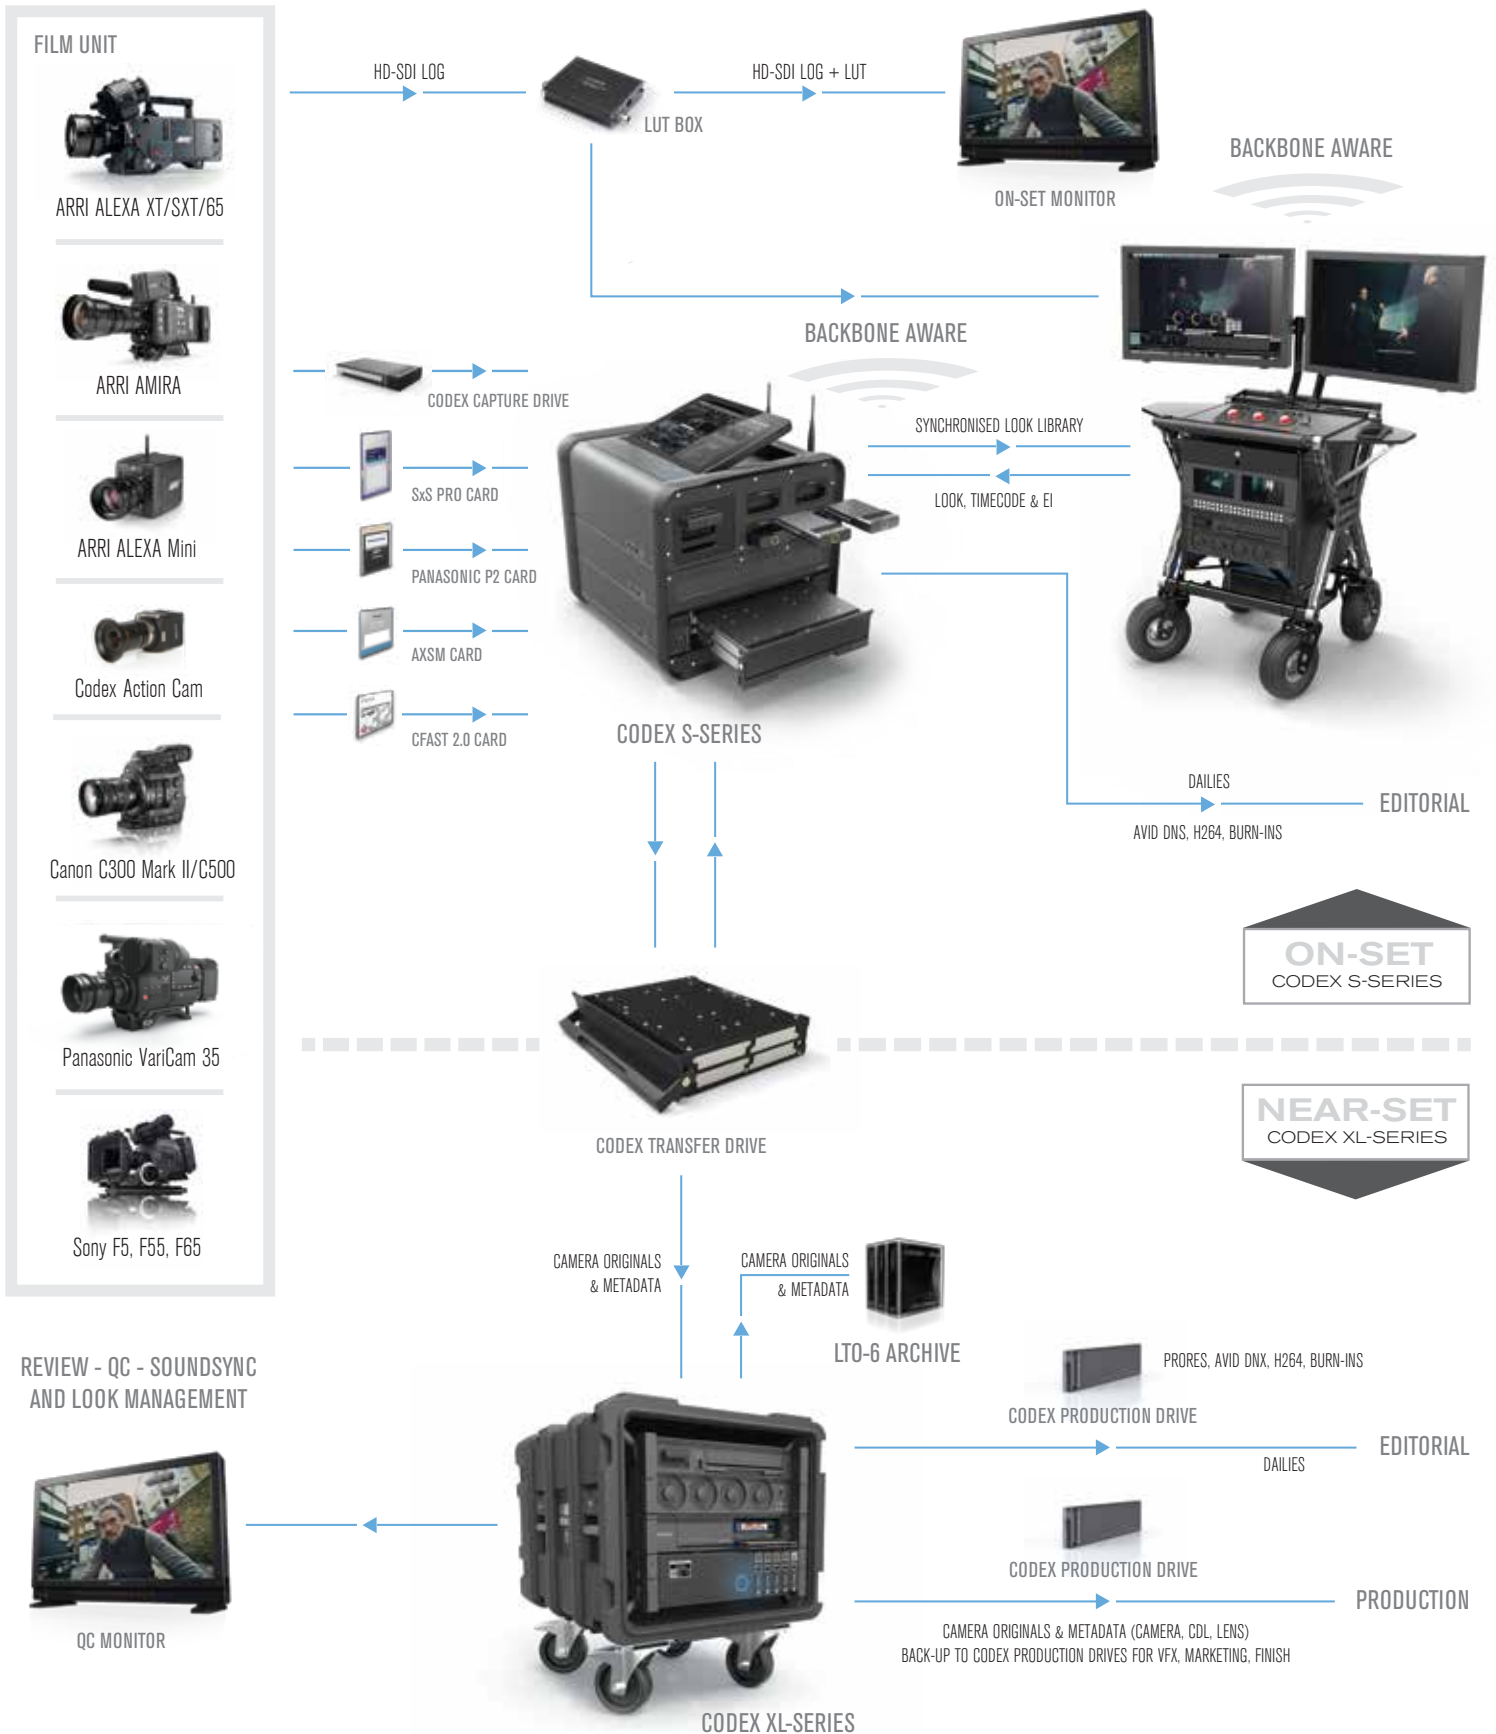 FILM UNIT
ARRI ALEXA XT/SXT/65
ARRI AMIRA
ARRI ALEXA Mini
Codex Action Cam
Canon C300 Mark II/C500
Panasonic VariCam 35
Sony F5, F55, F65
HD-SDI LOG
LUT BOX
HD-SDI LOG + LUT
ON-SET MONITOR
BACKBONE AWARE
BACKBONE AWARE
CODEX CAPTURE DRIVE
SxS PRO CARD
PANASONIC P2 CARD
AXSM CARD
CFAST 2.0 CARD
CODEX S-SERIES
SYNCHRONISED LOOK LIBRARY
LOOK, TIMECODE & EI
DAILIES
AVID DNS, H264, BURN-INS
EDITORIAL
ON-SET
CODEX S-SERIES
NEAR-SET
CODEX XL-SERIES
CODEX TRANSFER DRIVE
CAMERA ORIGINALS
& METADATA
CAMERA ORIGINALS
& METADATA
LTO-6 ARCHIVE
REVIEW - QC - SOUNDSYNC
AND LOOK MANAGEMENT
QC MONITOR
CODEX XL-SERIES
PRORES, AVID DNX, H264, BURN-INS
CODEX PRODUCTION DRIVE
DAILIES
EDITORIAL
CODEX PRODUCTION DRIVE
PRODUCTION
CAMERA ORIGINALS & METADATA (CAMERA, CDL, LENS)
BACK-UP TO CODEX PRODUCTION DRIVES FOR VFX, MARKETING, FINISH